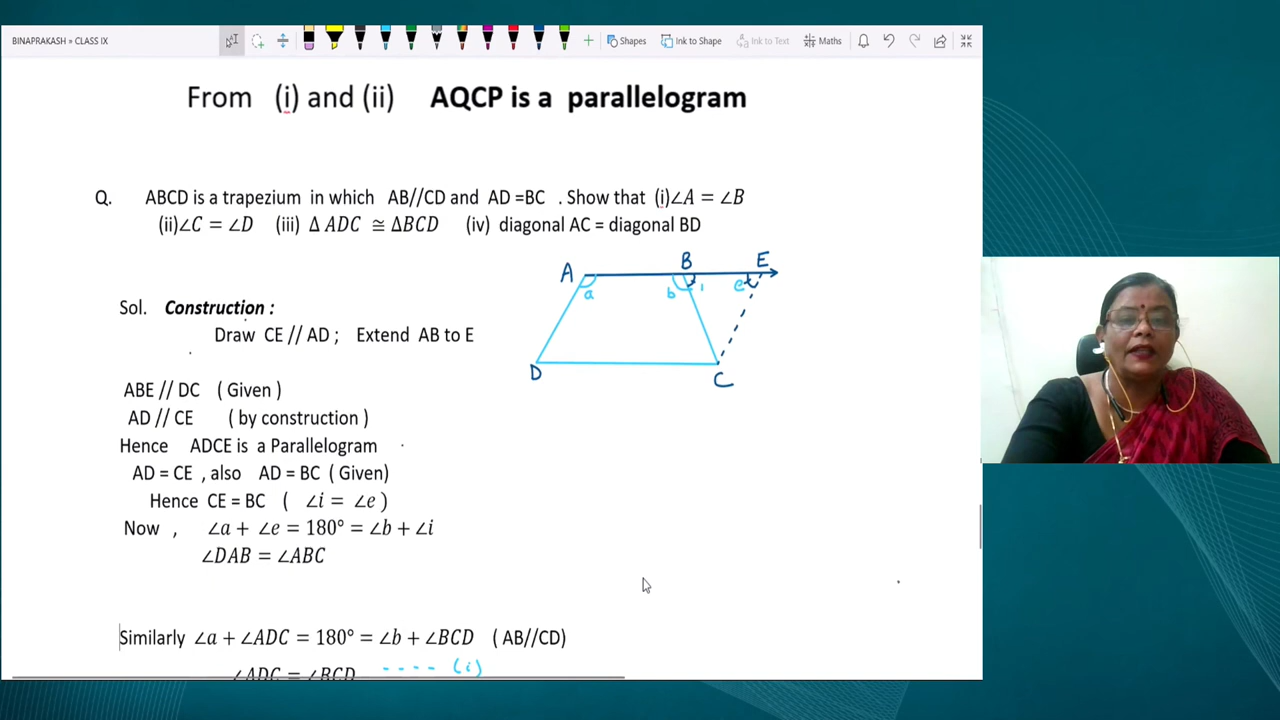 BINAPRAKASH » CLASS IX
Shapes Ink to Shape Ink to Text Maths
From (i) and (ii) AQCP is a parallelogram
Q. ABCD is a trapezium in which AB//CD and AD =BC . Show that (i)∠A = ∠B
(ii)∠C = ∠D (iii) Δ ADC ≅ ΔBCD (iv) diagonal AC = diagonal BD
A B E
a b i e
D C
Sol. Construction :
Draw CE // AD ; Extend AB to E
ABE // DC ( Given )
AD // CE ( by construction )
Hence ADCE is a Parallelogram
AD = CE , also AD = BC ( Given)
Hence CE = BC ( ∠i = ∠e )
Now , ∠a + ∠e = 180° = ∠b + ∠i
∠DAB = ∠ABC
Similarly ∠a + ∠ADC = 180° = ∠b + ∠BCD ( AB//CD)
∠ADC = ∠BCD ---- (i)